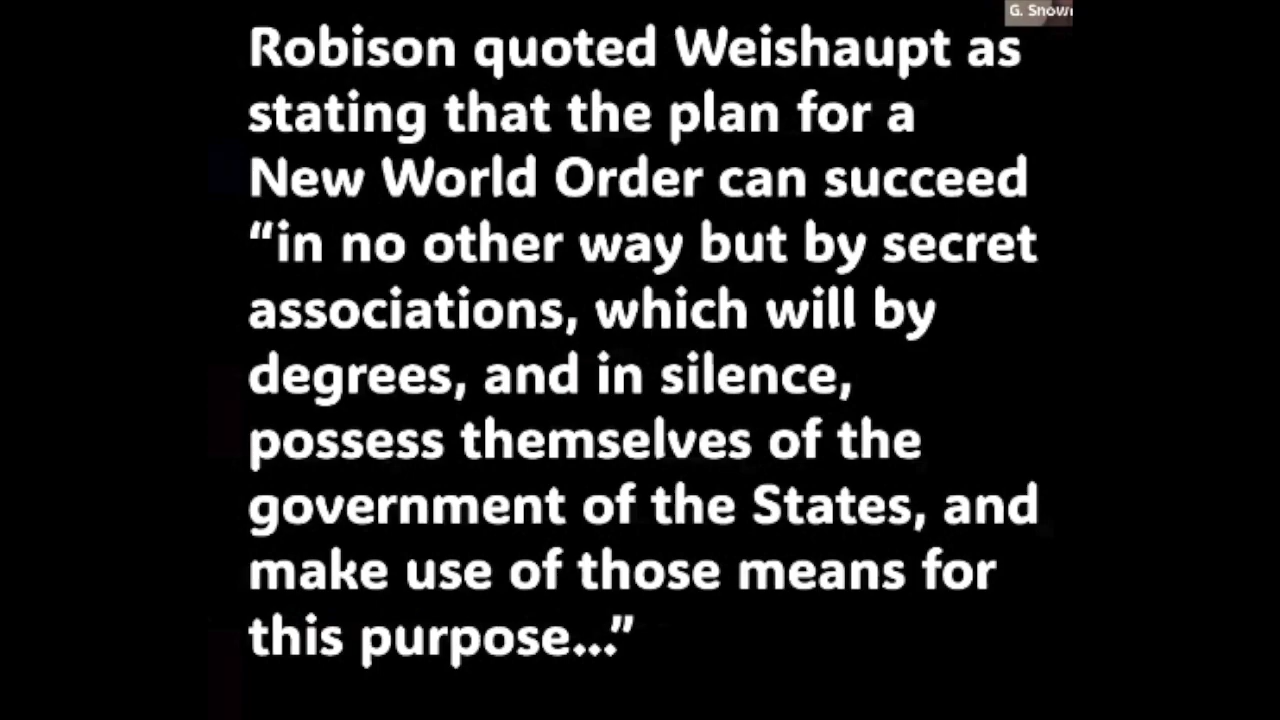 G. Snow
Robison quoted Weishaupt as
stating that the plan for a
New World Order can succeed
“in no other way but by secret
associations, which will by
degrees, and in silence,
possess themselves of the
government of the States, and
make use of those means for
this purpose...”